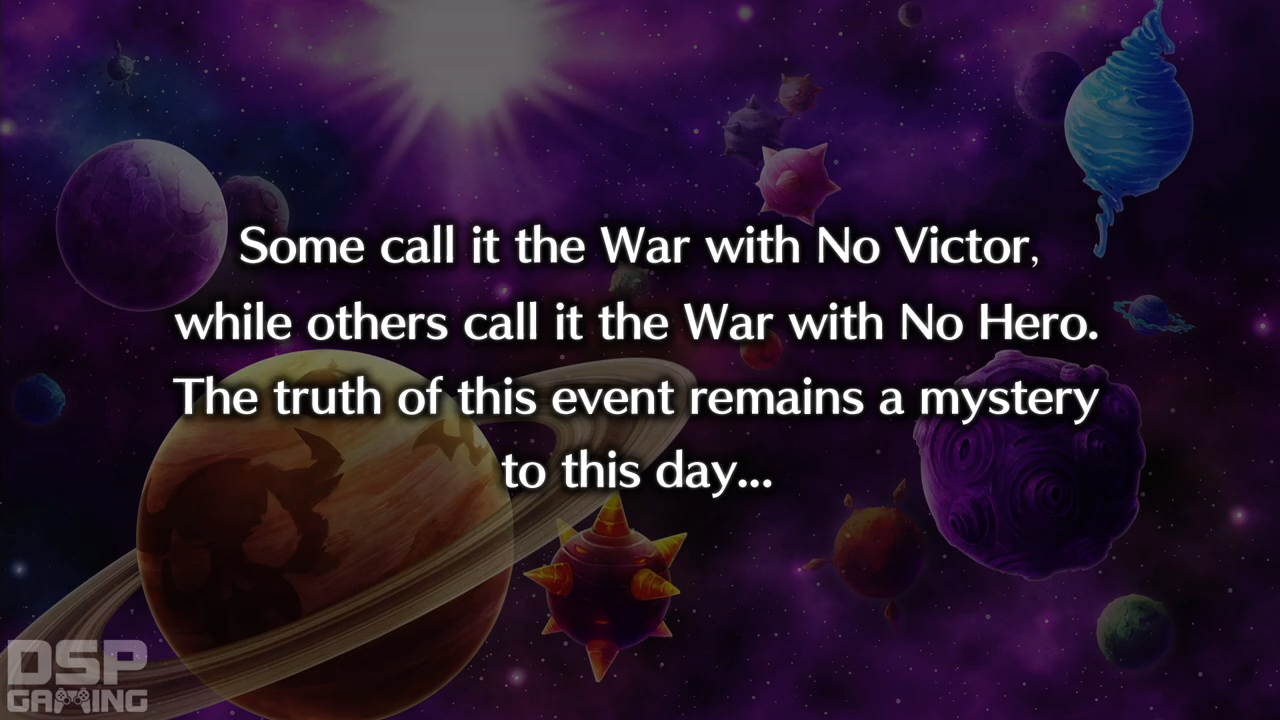 Some call it the War with No Victor,
while others call it the War with No Hero.
The truth of this event remains a mystery
to this day...
DSP
GAMING